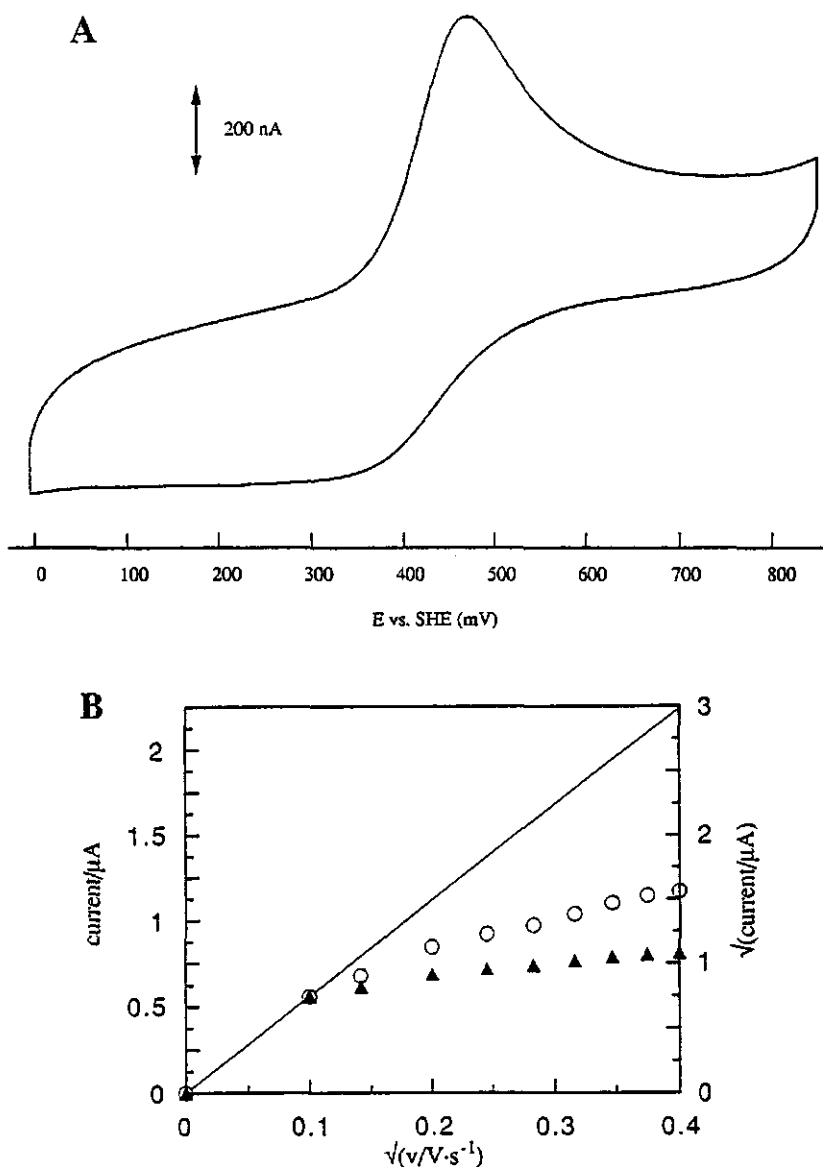 A
200 nA
0 100 200 300 400 500 600 700 800
E vs. SHE (mV)
B
current/μA
2
1.5
1
0.5
0
√(current/μA)
3
2
1
0
0 0.1 0.2 0.3 0.4
√(v/V·s⁻¹)